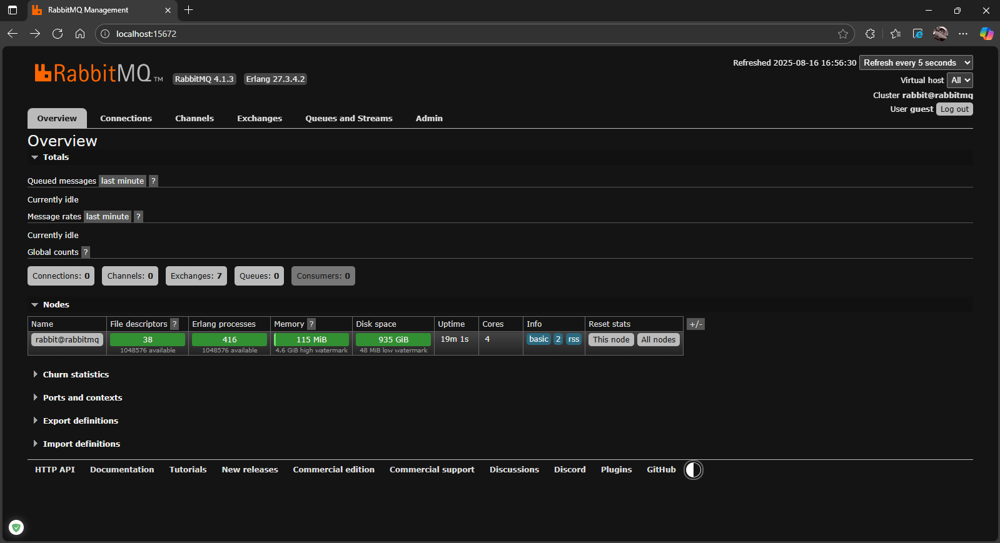 RabbitMQ Management
localhost:15672
RabbitMQ TM RabbitMQ 4.1.3 Erlang 27.3.4.2
Refreshed 2025-08-16 16:56:30 Refresh every 5 seconds
Virtual host All
Cluster rabbit@rabbitmq
User guest Log out
Overview Connections Channels Exchanges Queues and Streams Admin
Overview
Totals
Queued messages last minute ?
Currently idle
Message rates last minute ?
Currently idle
Global counts ?
Connections: 0 Channels: 0 Exchanges: 7 Queues: 0 Consumers: 0
Nodes
Name File descriptors ? Erlang processes Memory ? Disk space Uptime Cores Info Reset stats +/-
rabbit@rabbitmq 38 416 115 MiB 935 GiB 19m 1s 4 basic 2 rss This node All nodes
1048576 available 1048576 available 4.6 GiB high watermark 48 MiB low watermark
Churn statistics
Ports and contexts
Export definitions
Import definitions
HTTP API Documentation Tutorials New releases Commercial edition Commercial support Discussions Discord Plugins GitHub